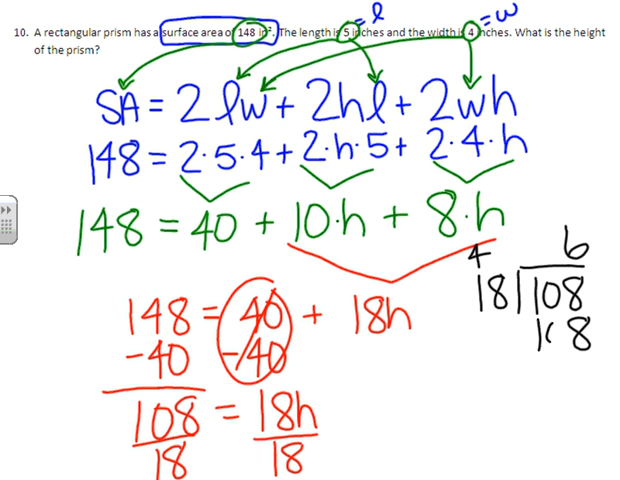 10. A rectangular prism has a surface area of 148 in². The length is 5 inches and the width is 4 inches. What is the height
of the prism?
= l
= w
SA = 2lw + 2hl + 2wh
148 = 2·5·4 + 2·h·5 + 2·4·h
148 = 40 + 10·h + 8·h
148 = 40 + 18h
-40 -40
108 = 18h
18 18
4 6
18 108
108